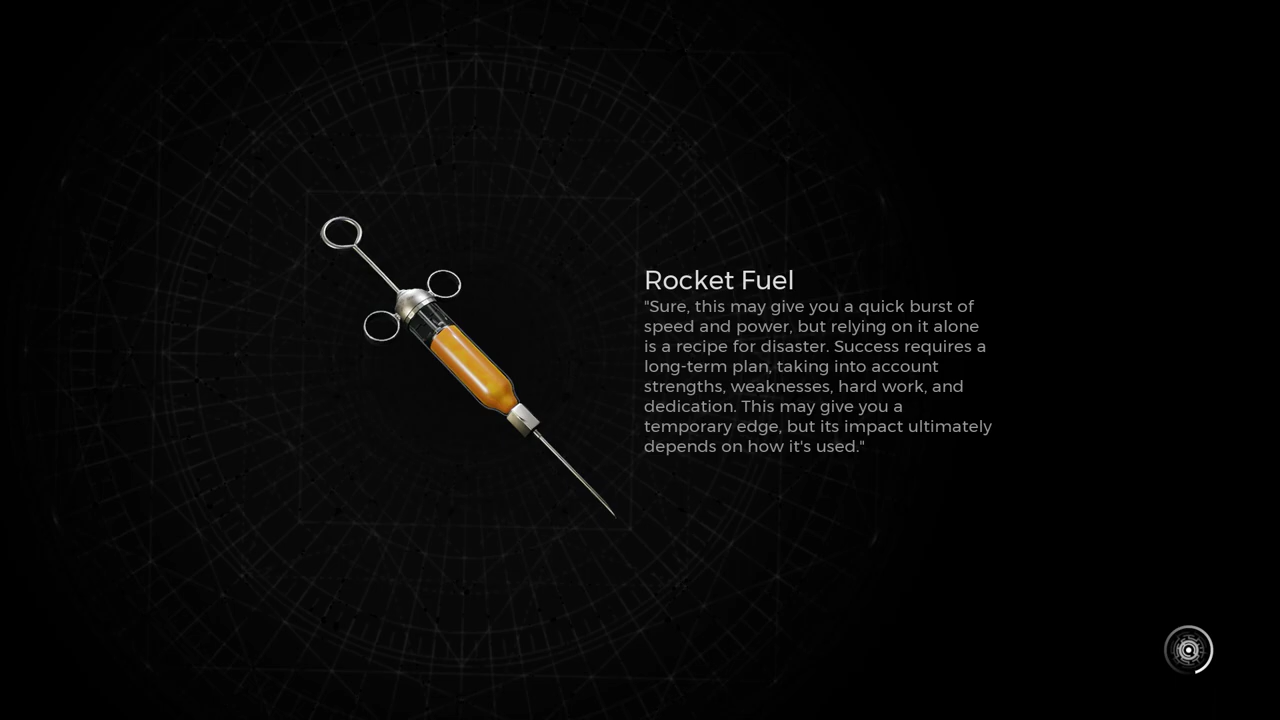 Rocket Fuel
"Sure, this may give you a quick burst of
speed and power, but relying on it alone
is a recipe for disaster. Success requires a
long-term plan, taking into account
strengths, weaknesses, hard work, and
dedication. This may give you a
temporary edge, but its impact ultimately
depends on how it's used."